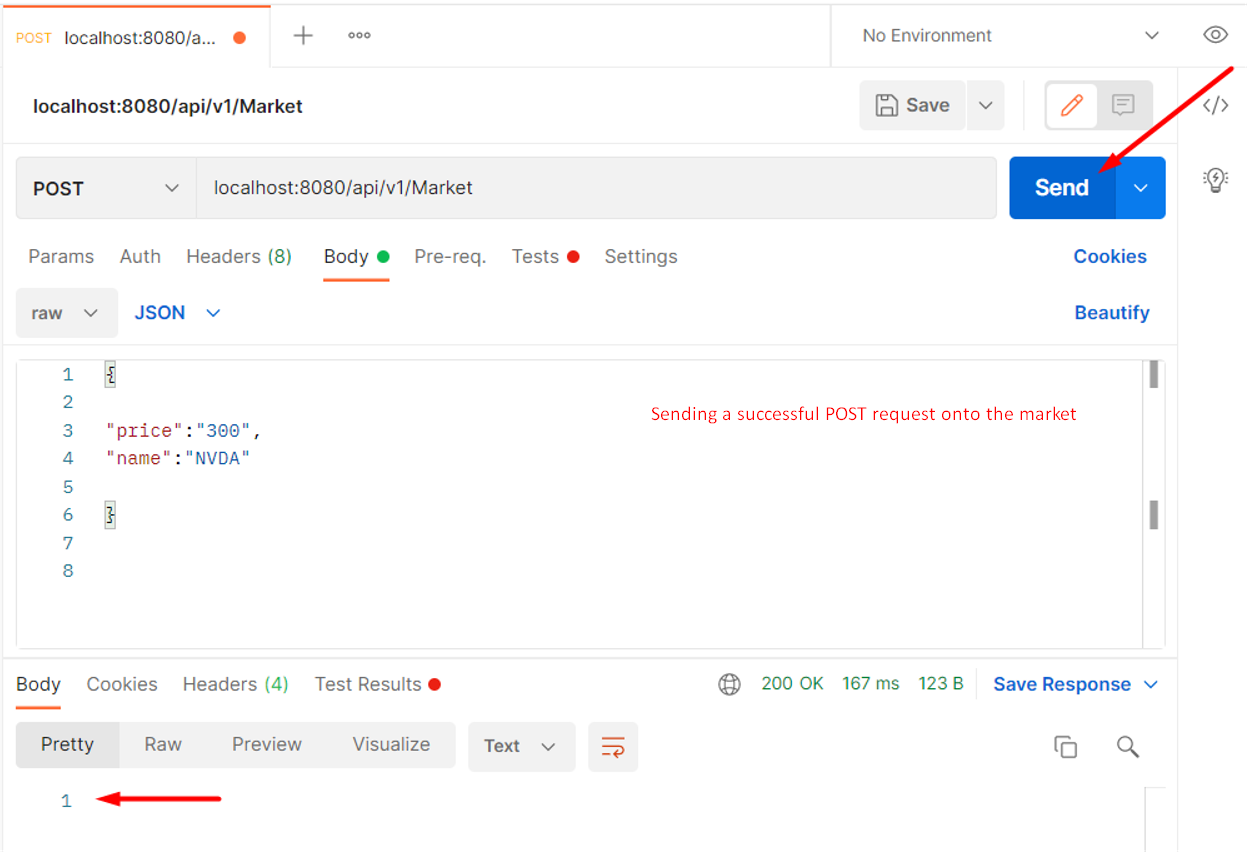 POST localhost:8080/a...
No Environment
localhost:8080/api/v1/Market
Save
</>
POST localhost:8080/api/v1/Market Send
Params Auth Headers (8) Body Pre-req. Tests Settings Cookies
raw JSON Beautify
1 {
2
Sending a successful POST request onto the market
3 "price":"300",
4 "name":"NVDA"
5
6 }
7
8
Body Cookies Headers (4) Test Results 200 OK 167 ms 123 B Save Response
Pretty Raw Preview Visualize Text
1